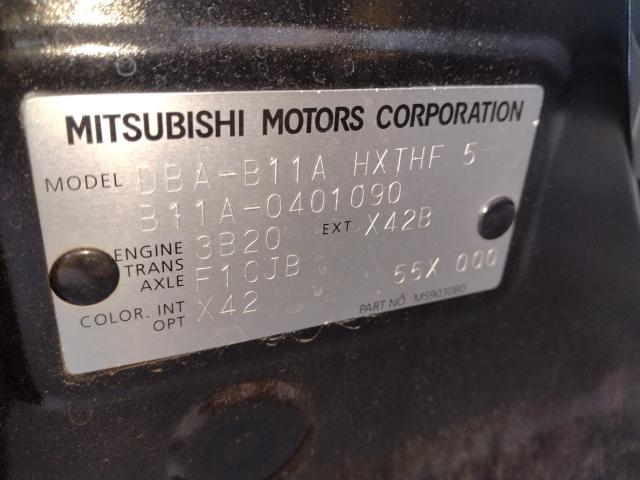 MITSUBISHI MOTORS CORPORATION
MODEL DBA-B11A HXTHF 5
B11A-0401090
ENGINE 3B20 EXT X42B
TRANS AXLE F1CJB 55X 000
COLOR. INT X42
OPT PART NO.: MS903080